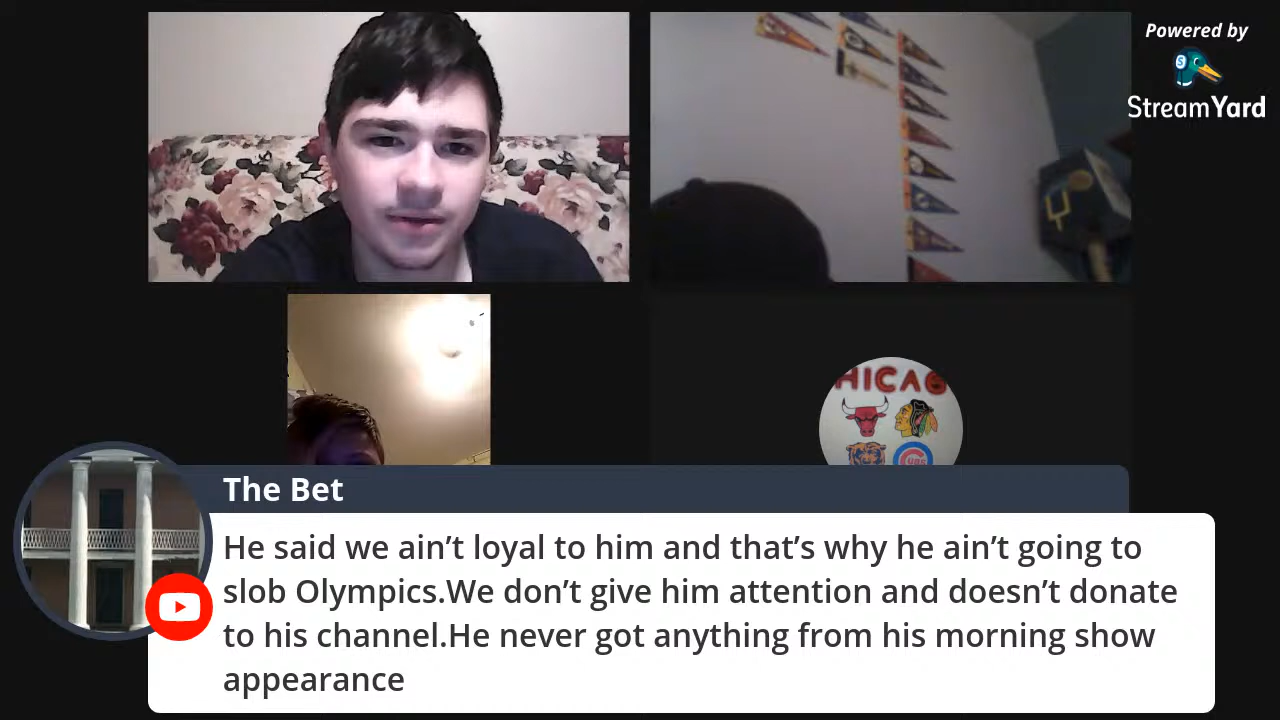 Powered by
StreamYard
HICAG
CUBS
The Bet
He said we ain’t loyal to him and that’s why he ain’t going to
slob Olympics.We don’t give him attention and doesn’t donate
to his channel.He never got anything from his morning show
appearance